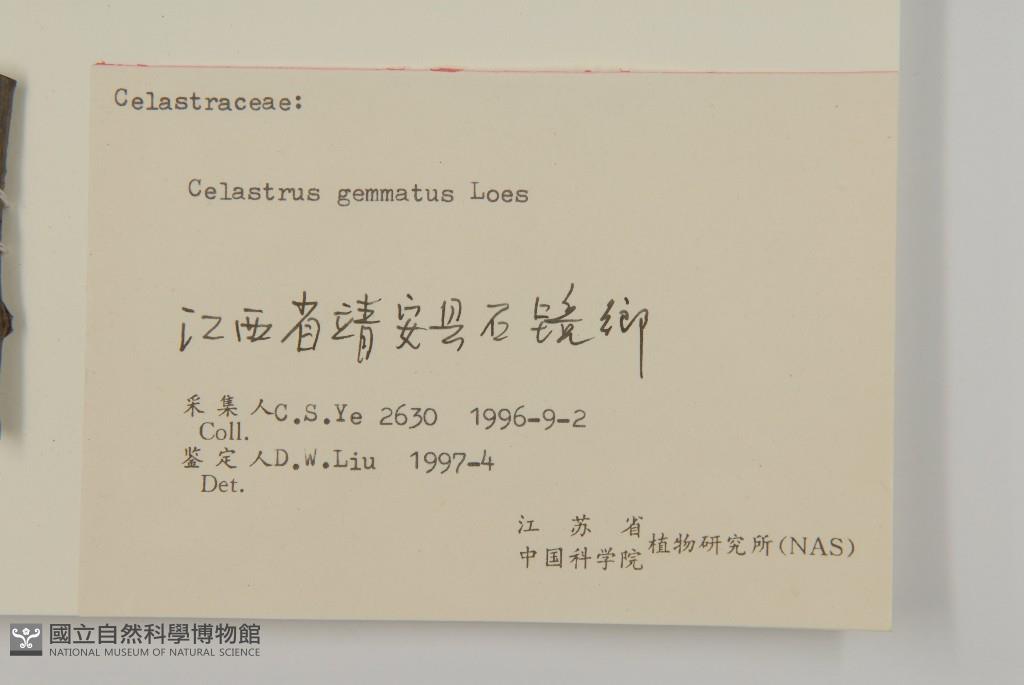 Celastraceae:
Celastrus gemmatus Loes
江西省靖安县石镜鄉
采集人C.S.Ye 2630 1996-9-2
Coll.
鉴定人D.W.Liu 1997-4
Det.
江苏省
中国科学院植物研究所(NAS)
國立自然科學博物館
NATIONAL MUSEUM OF NATURAL SCIENCE